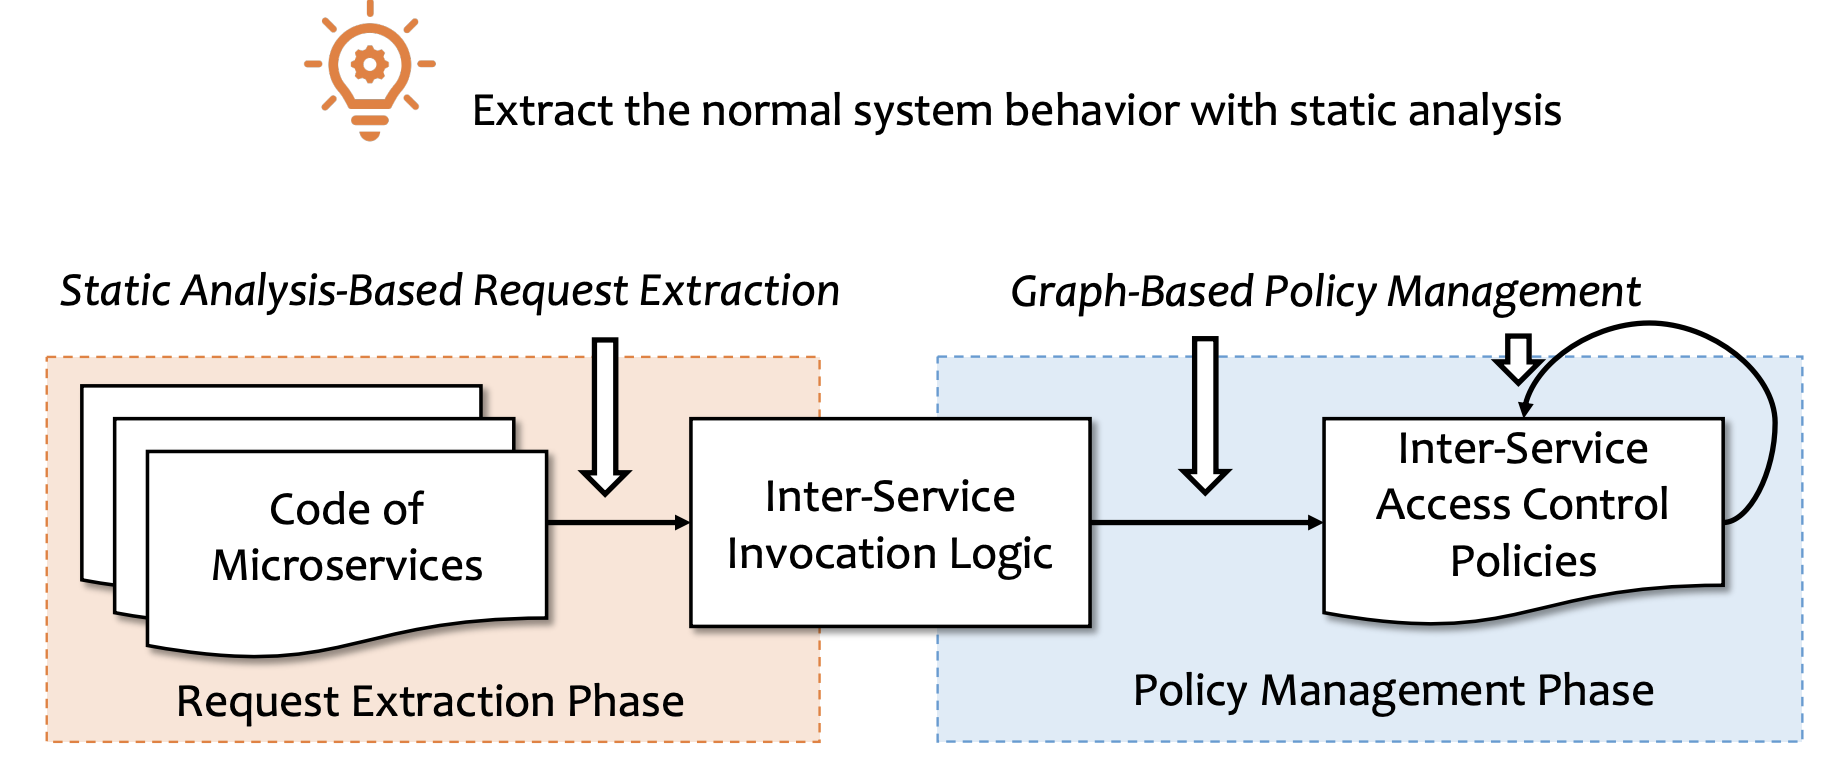 Extract the normal system behavior with static analysis
Static Analysis-Based Request Extraction
Graph-Based Policy Management
Code of
Microservices
Inter-Service
Invocation Logic
Inter-Service
Access Control
Policies
Request Extraction Phase
Policy Management Phase